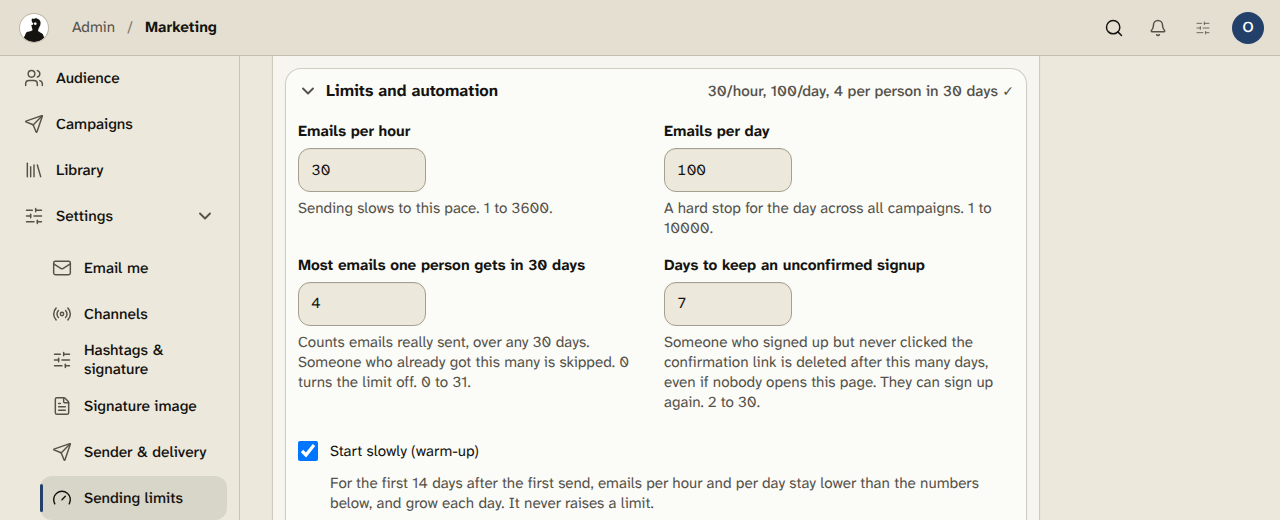 Admin / Marketing
O
Audience
Campaigns
Library
Settings
Email me
Channels
Hashtags &
signature
Signature image
Sender & delivery
Sending limits
Limits and automation
30/hour, 100/day, 4 per person in 30 days ✓
Emails per hour
30
Sending slows to this pace. 1 to 3600.
Emails per day
100
A hard stop for the day across all campaigns. 1 to
10000.
Most emails one person gets in 30 days
4
Counts emails really sent, over any 30 days.
Someone who already got this many is skipped. 0
turns the limit off. 0 to 31.
Days to keep an unconfirmed signup
7
Someone who signed up but never clicked the
confirmation link is deleted after this many days,
even if nobody opens this page. They can sign up
again. 2 to 30.
Start slowly (warm-up)
For the first 14 days after the first send, emails per hour and per day stay lower than the numbers
below, and grow each day. It never raises a limit.